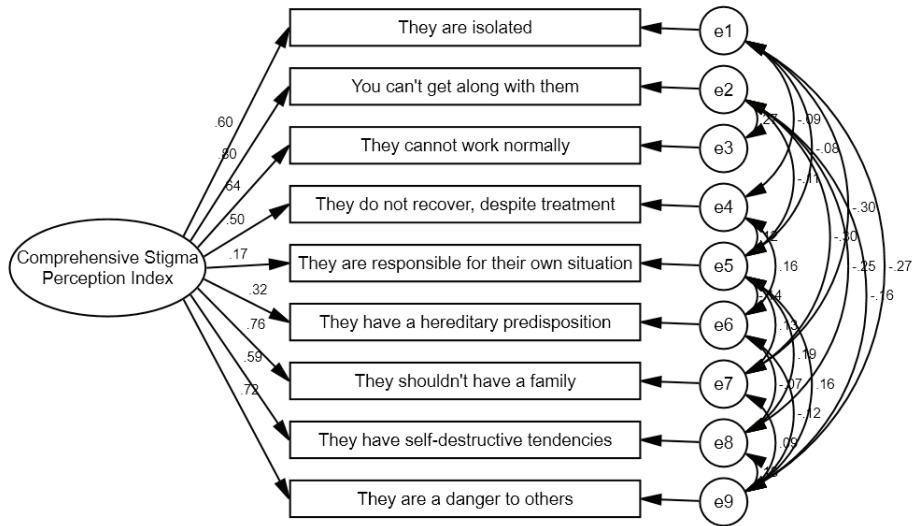 They are isolated
e1
You can't get along with them
e2
They cannot work normally
e3
They do not recover, despite treatment
e4
They are responsible for their own situation
e5
They have a hereditary predisposition
e6
They shouldn't have a family
e7
They have self-destructive tendencies
e8
They are a danger to others
e9
Comprehensive Stigma
Perception Index
.60
.80
.64
.50
.17
.32
.76
.59
.72
.27
-.09
-.08
-.11
-.30
-.30
.12
.16
-.25
-.27
-.16
-.14
.13
.19
-.07
.16
-.12
.09